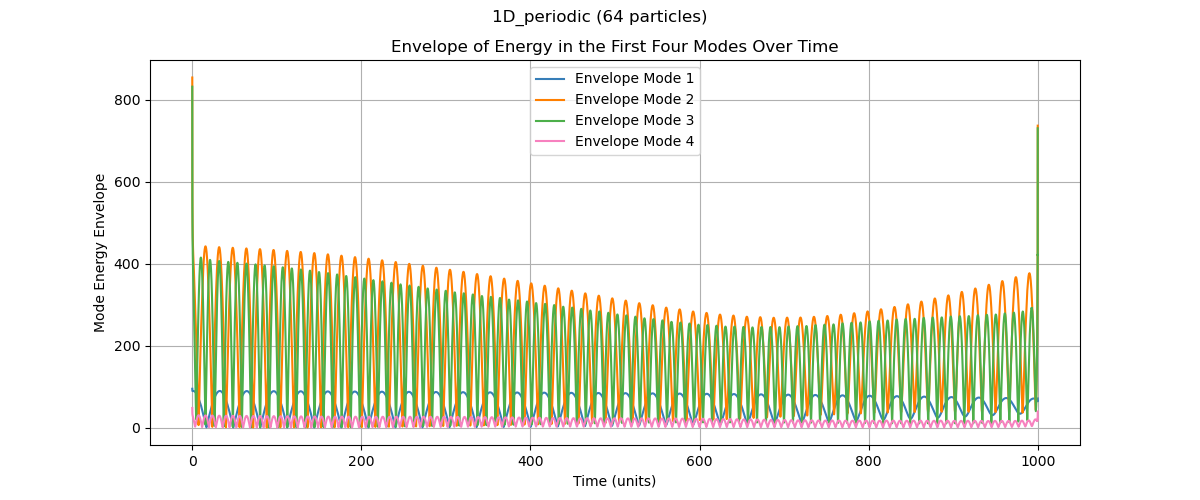 1D_periodic (64 particles)
Envelope of Energy in the First Four Modes Over Time
Envelope Mode 1
Envelope Mode 2
Envelope Mode 3
Envelope Mode 4
Mode Energy Envelope
800
600
400
200
0
0 200 400 600 800 1000
Time (units)